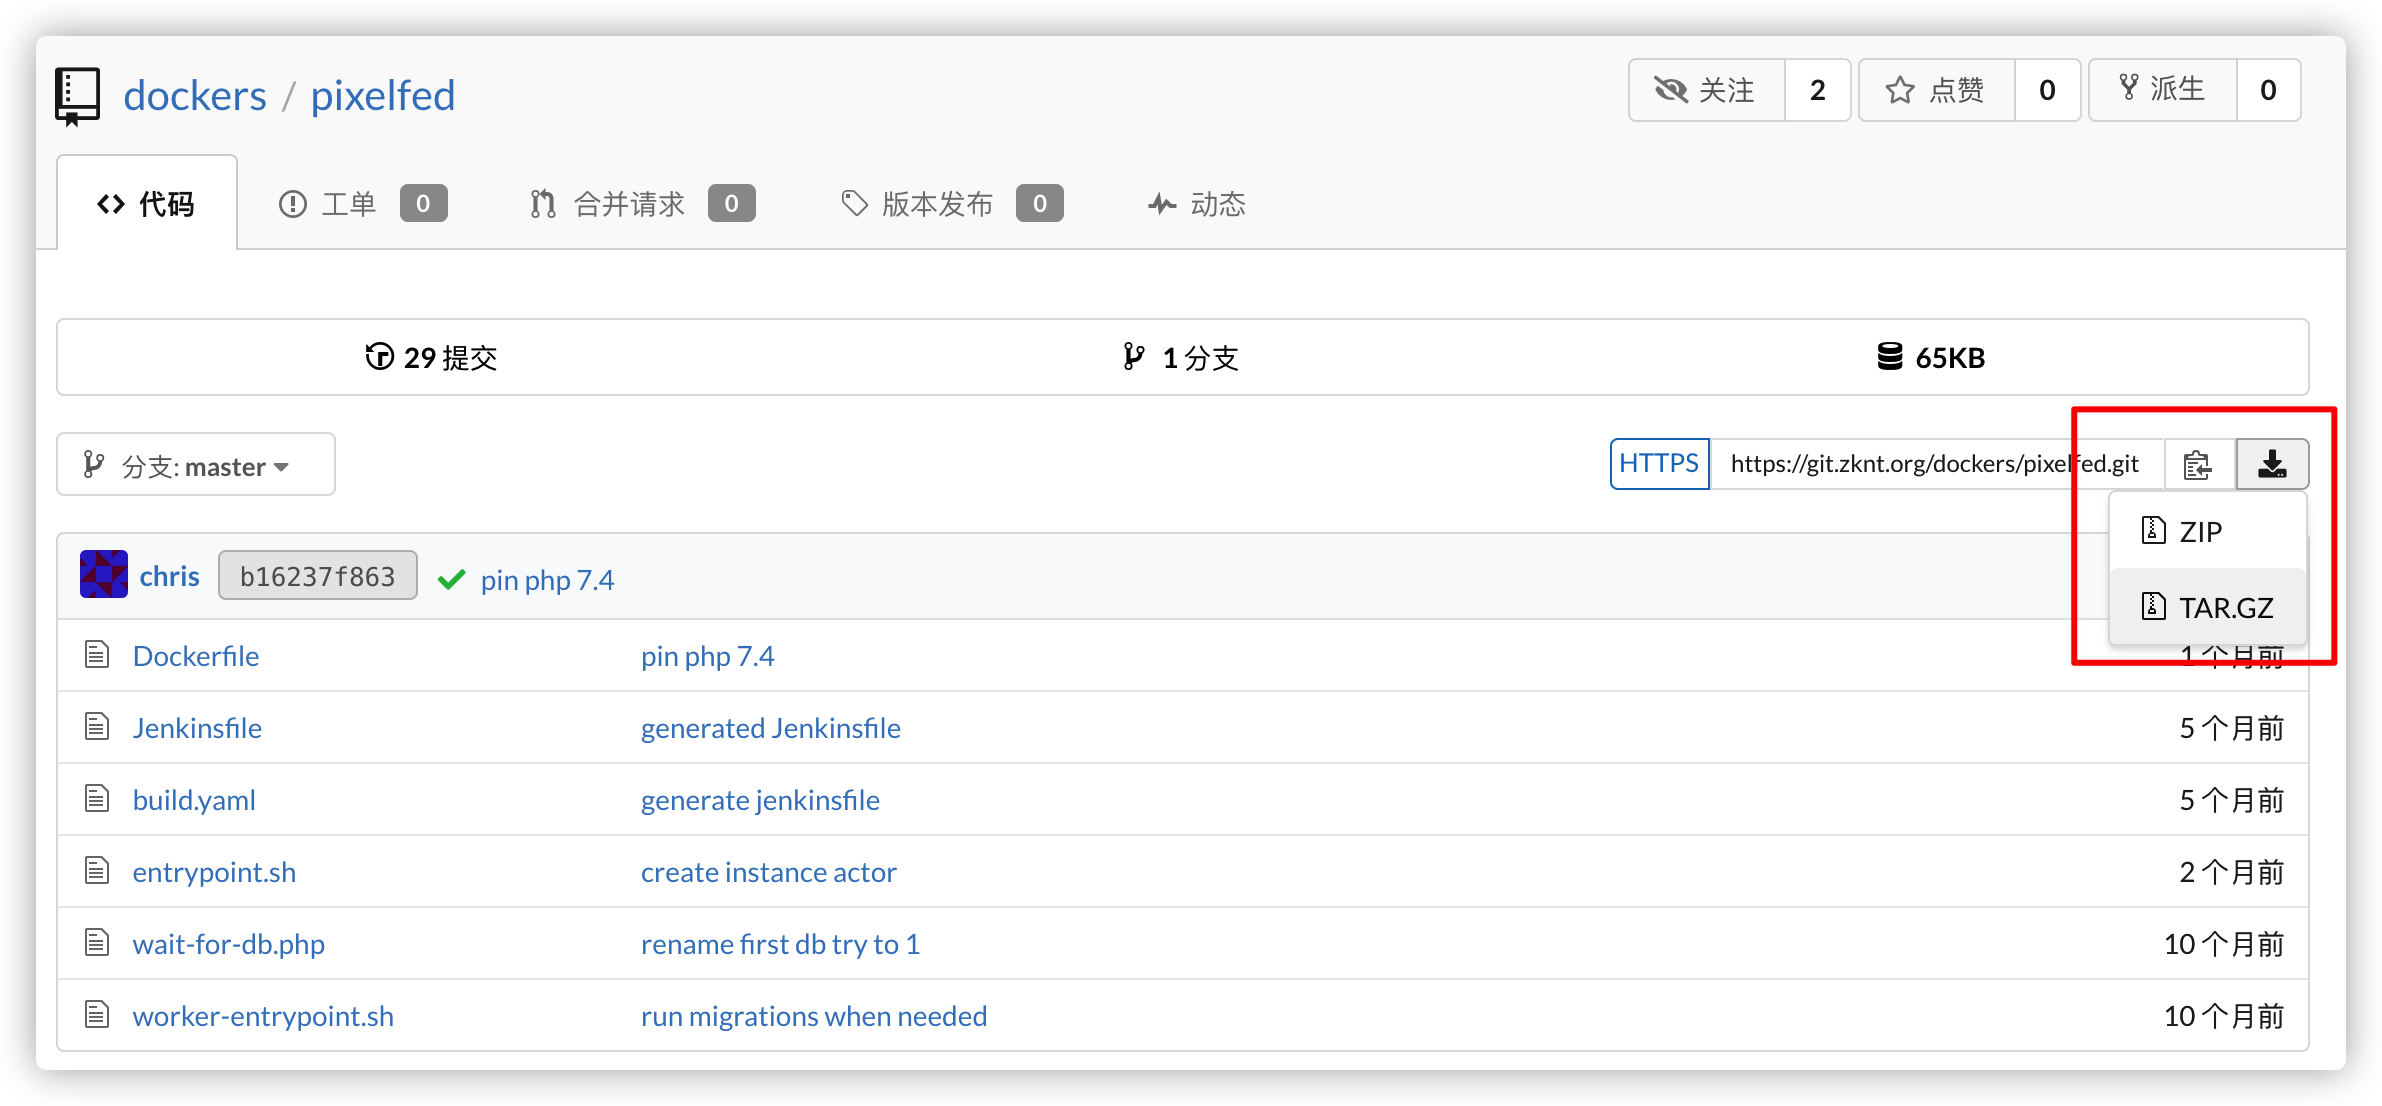 dockers / pixelfed
关注 2 点赞 0 派生 0
代码 工单 0 合并请求 0 版本发布 0 动态
29 提交 1 分支 65KB
分支: master HTTPS https://git.zknt.org/dockers/pixelfed.git
ZIP
chris b16237f863 pin php 7.4
TAR.GZ
Dockerfile pin php 7.4 1 个月前
Jenkinsfile generated Jenkinsfile 5 个月前
build.yaml generate jenkinsfile 5 个月前
entrypoint.sh create instance actor 2 个月前
wait-for-db.php rename first db try to 1 10 个月前
worker-entrypoint.sh run migrations when needed 10 个月前